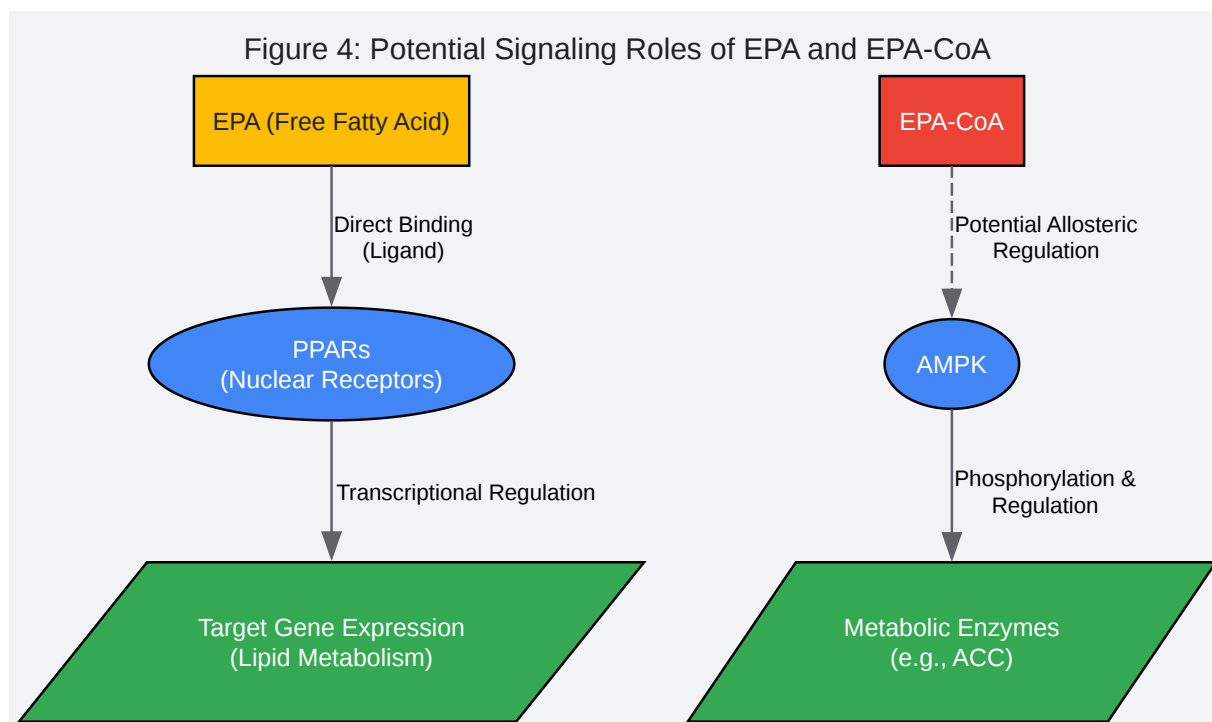 Figure 4: Potential Signaling Roles of EPA and EPA-CoA
EPA (Free Fatty Acid)
EPA-CoA
Direct Binding
(Ligand)
Potential Allosteric
Regulation
PPARs
(Nuclear Receptors)
AMPK
Transcriptional Regulation
Phosphorylation &
Regulation
Target Gene Expression
(Lipid Metabolism)
Metabolic Enzymes
(e.g., ACC)